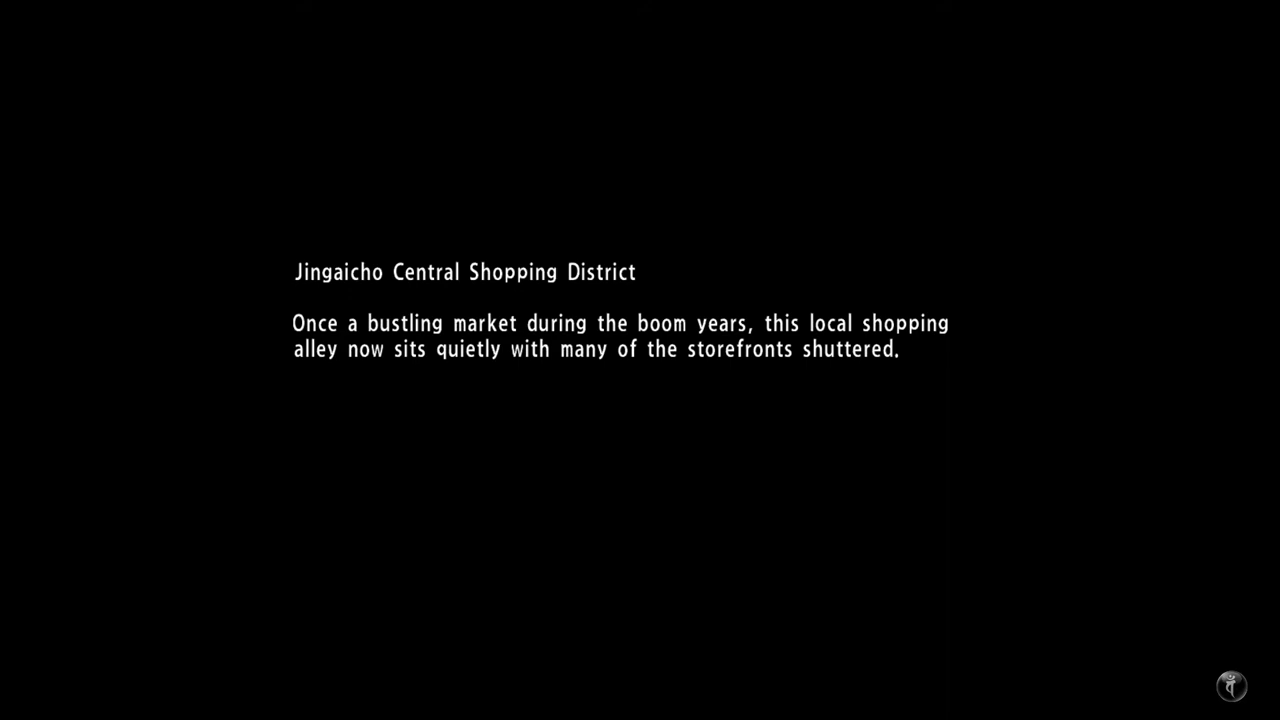 Jingaicho Central Shopping District
Once a bustling market during the boom years, this local shopping
alley now sits quietly with many of the storefronts shuttered.